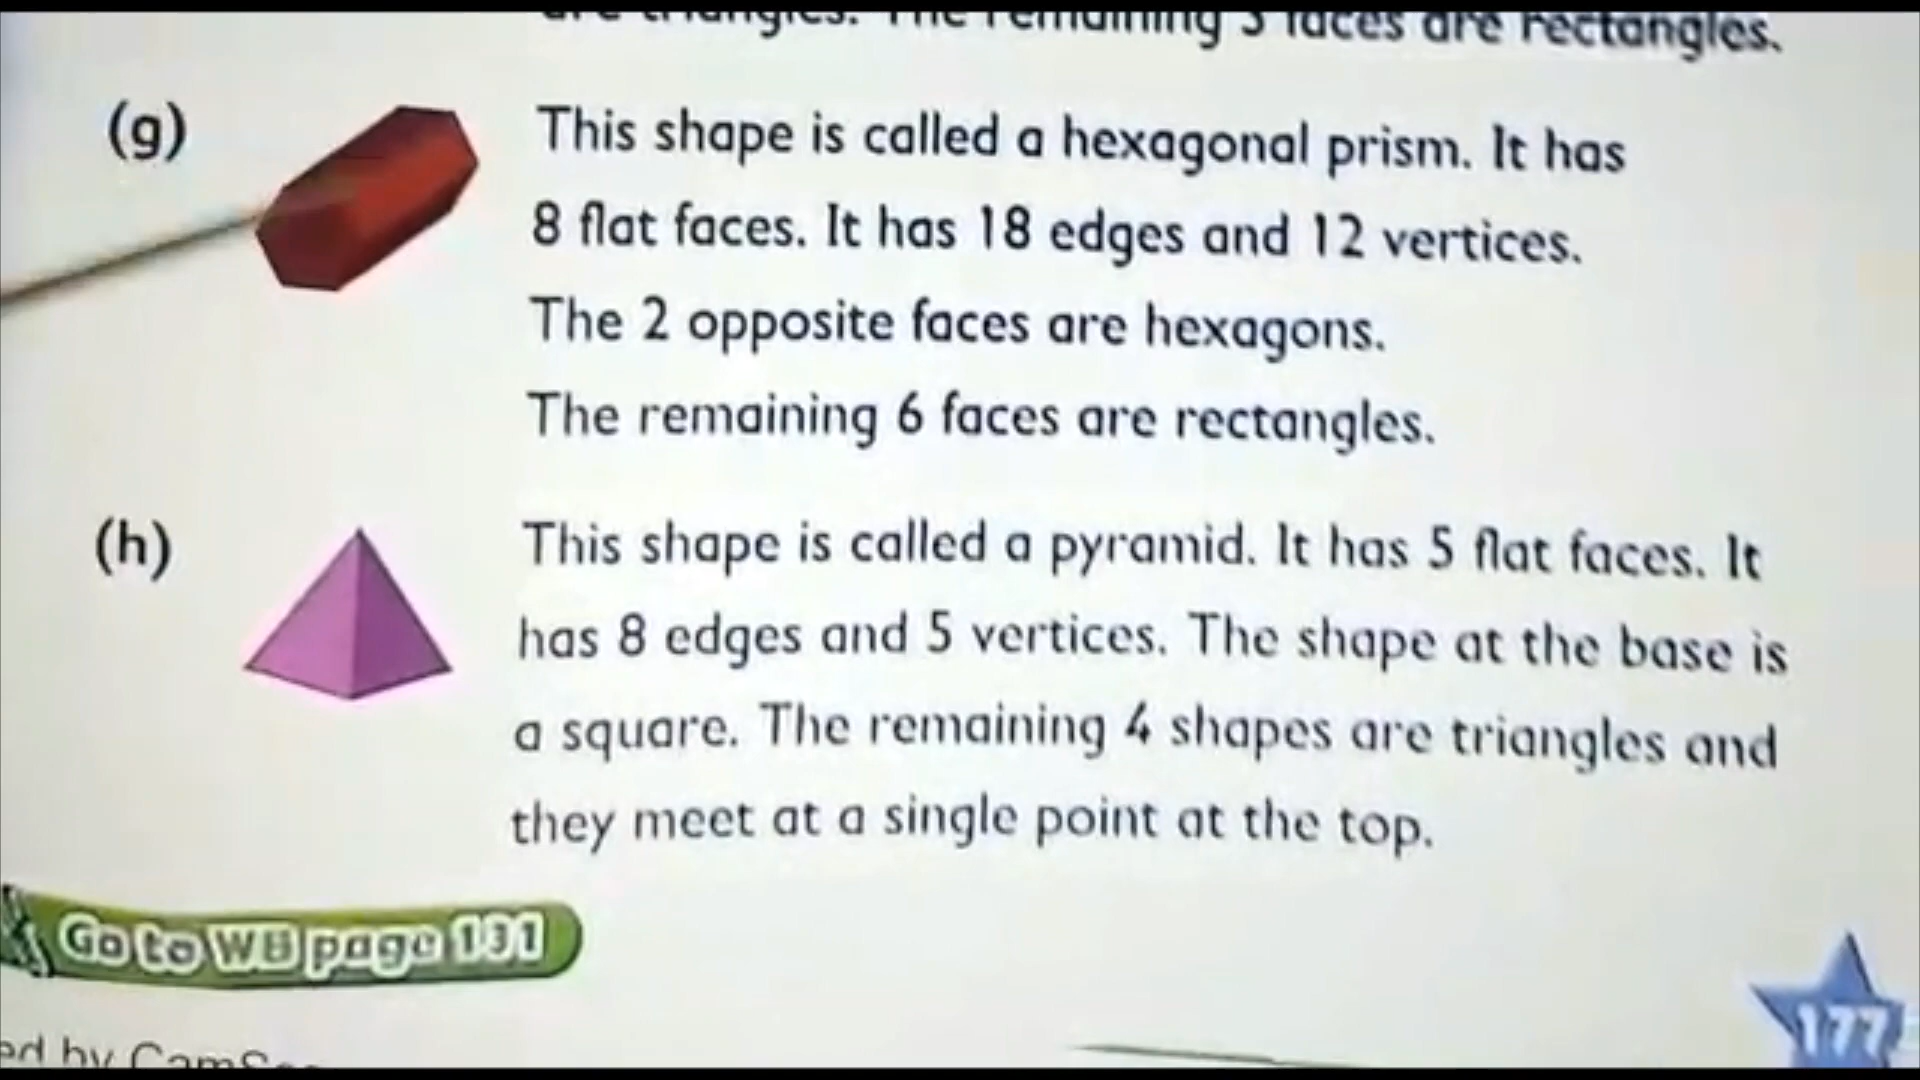 are triangles. The remaining 3 faces are rectangles.
(g) This shape is called a hexagonal prism. It has
8 flat faces. It has 18 edges and 12 vertices.
The 2 opposite faces are hexagons.
The remaining 6 faces are rectangles.
(h) This shape is called a pyramid. It has 5 flat faces. It
has 8 edges and 5 vertices. The shape at the base is
a square. The remaining 4 shapes are triangles and
they meet at a single point at the top.
Go to WB page 131
177
ed by